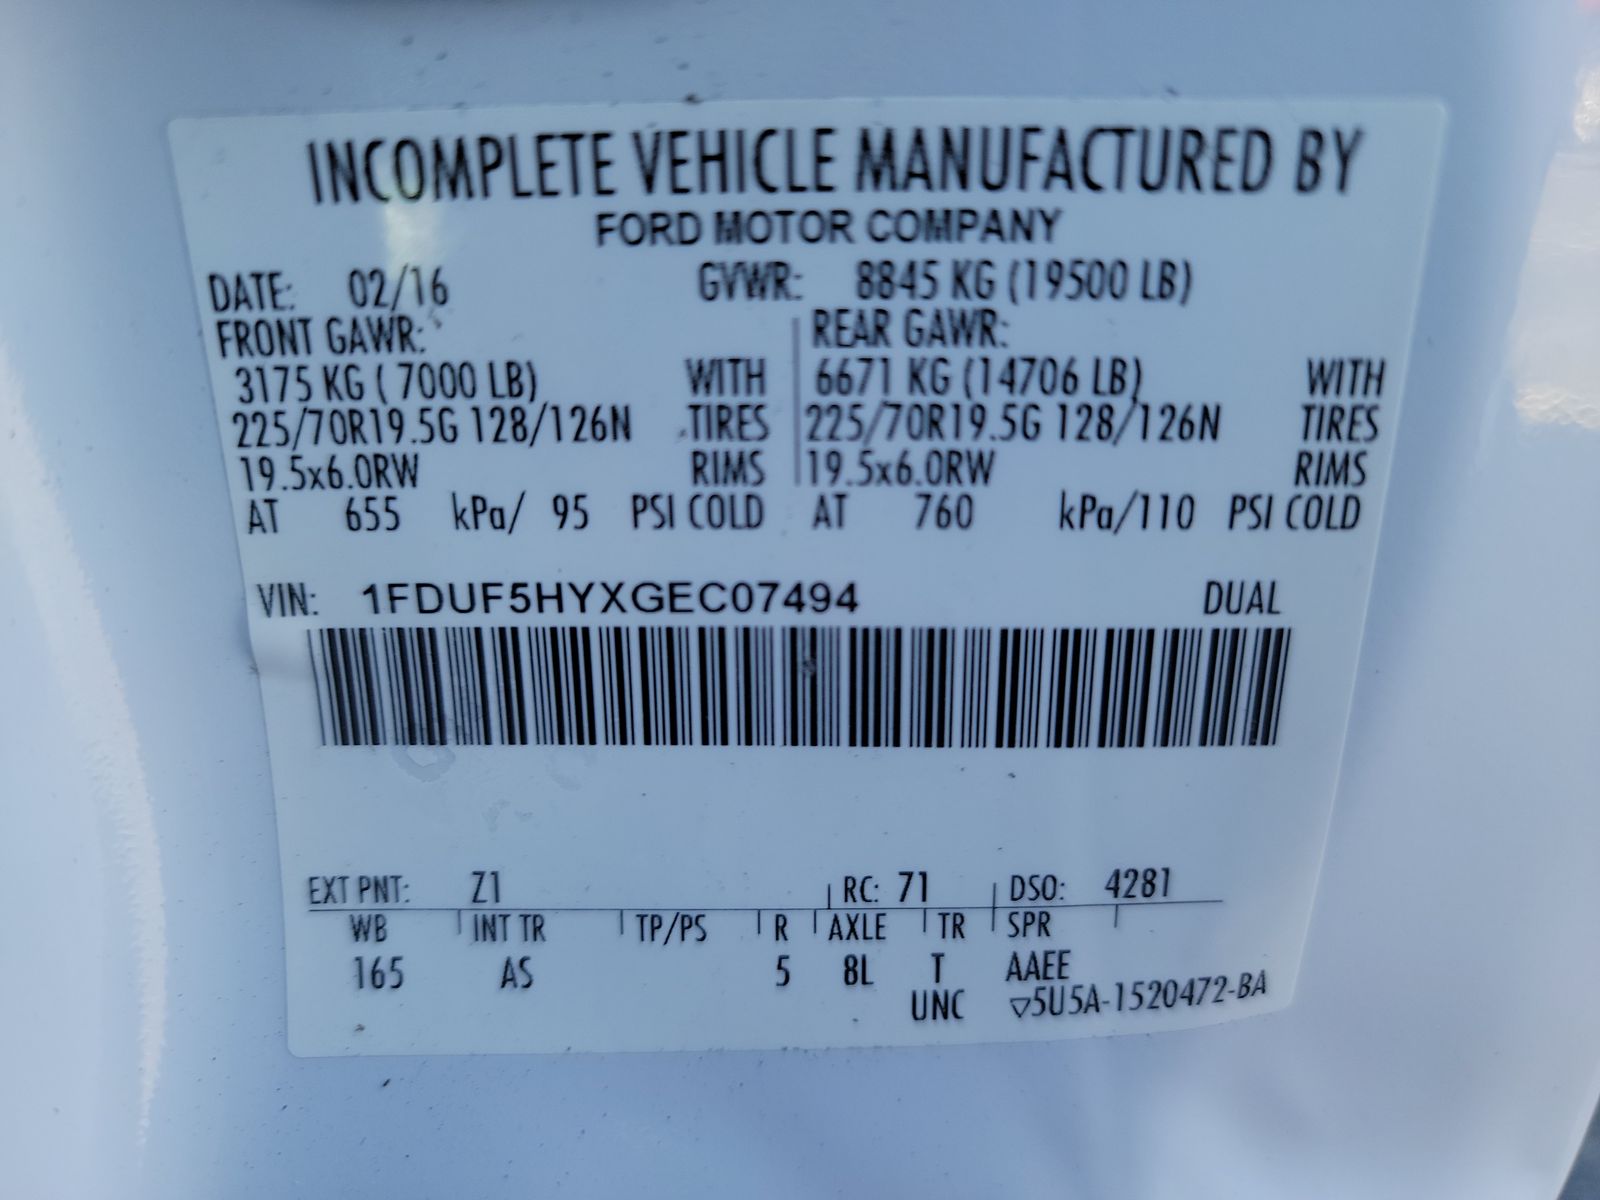 INCOMPLETE VEHICLE MANUFACTURED BY
FORD MOTOR COMPANY
DATE: 02/16 GVWR: 8845 KG (19500 LB)
FRONT GAWR: REAR GAWR:
3175 KG ( 7000 LB) WITH 6671 KG (14706 LB) WITH
225/70R19.5G 128/126N TIRES 225/70R19.5G 128/126N TIRES
19.5x6.0RW RIMS 19.5x6.0RW RIMS
AT 655 kPa/ 95 PSI COLD AT 760 kPa/110 PSI COLD
VIN: 1FDUF5HYXGEC07494 DUAL
EXT PNT: Z1 RC: 71 DSO: 4281
WB INT TR TP/PS R AXLE TR SPR
165 AS 5 8L T AAEE
UNC ▽5U5A-1520472-BA